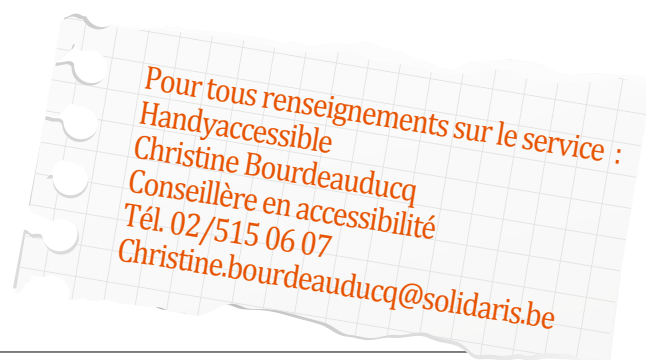 Pour tous renseignements sur le service :
Handyaccessible
Christine Bourdeauducq
Conseillère en accessibilité
Tél. 02/515 06 07
Christine.bourdeauducq@solidaris.be